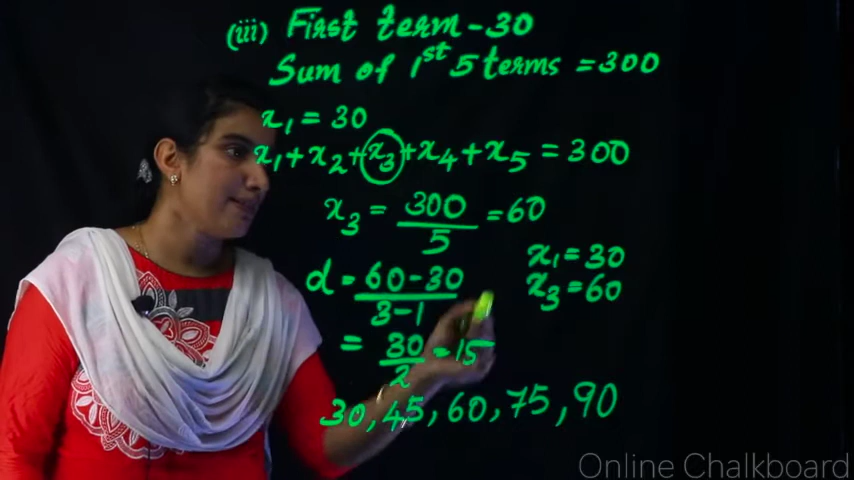 (iii) First term - 30
Sum of 1st 5 terms = 300
x₁ = 30
x₁ + x₂ + x₃ + x₄ + x₅ = 300
x₃ = 300/5 = 60
x₁ = 30
d = 60 - 30 / 3 - 1
x₃ = 60
= 30/2 = 15
30, 45, 60, 75, 90
Online Chalkboard